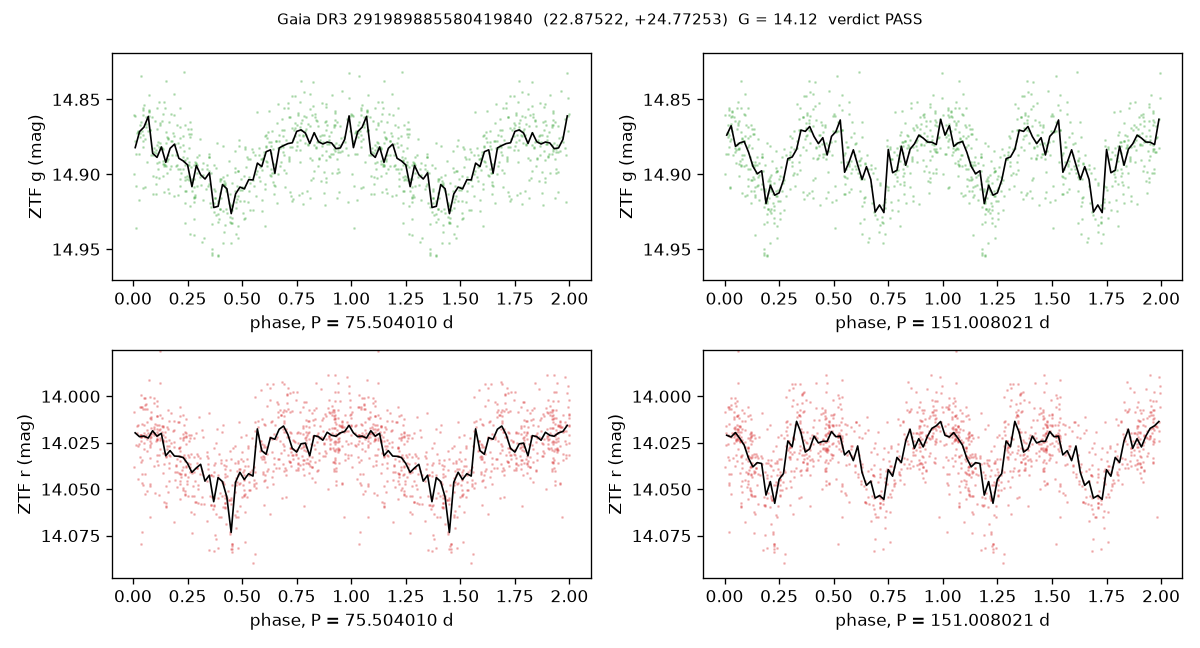 Gaia DR3 291989885580419840 (22.87522, +24.77253) G = 14.12 verdict PASS
ZTF g (mag)
14.85
14.90
14.95
0.00 0.25 0.50 0.75 1.00 1.25 1.50 1.75 2.00
phase, P = 75.504010 d
ZTF g (mag)
14.85
14.90
14.95
0.00 0.25 0.50 0.75 1.00 1.25 1.50 1.75 2.00
phase, P = 151.008021 d
ZTF r (mag)
14.000
14.025
14.050
14.075
0.00 0.25 0.50 0.75 1.00 1.25 1.50 1.75 2.00
phase, P = 75.504010 d
ZTF r (mag)
14.000
14.025
14.050
14.075
0.00 0.25 0.50 0.75 1.00 1.25 1.50 1.75 2.00
phase, P = 151.008021 d